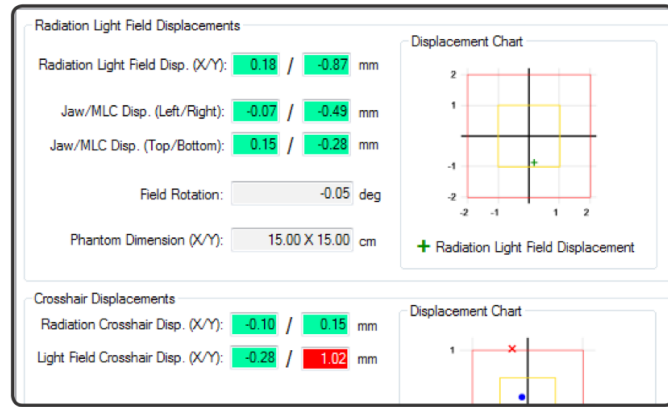 Radiation Light Field Displacements
Radiation Light Field Disp. (X/Y): 0.18 / -0.87 mm
Jaw/MLC Disp. (Left/Right): -0.07 / -0.49 mm
Jaw/MLC Disp. (Top/Bottom): 0.15 / -0.28 mm
Field Rotation: -0.05 deg
Phantom Dimension (X/Y): 15.00 X 15.00 cm
Displacement Chart
2
1
-1
-2
-2 -1 1 2
+ Radiation Light Field Displacement
Crosshair Displacements
Radiation Crosshair Disp. (X/Y): -0.10 / 0.15 mm
Light Field Crosshair Disp. (X/Y): -0.28 / 1.02 mm
Displacement Chart
1